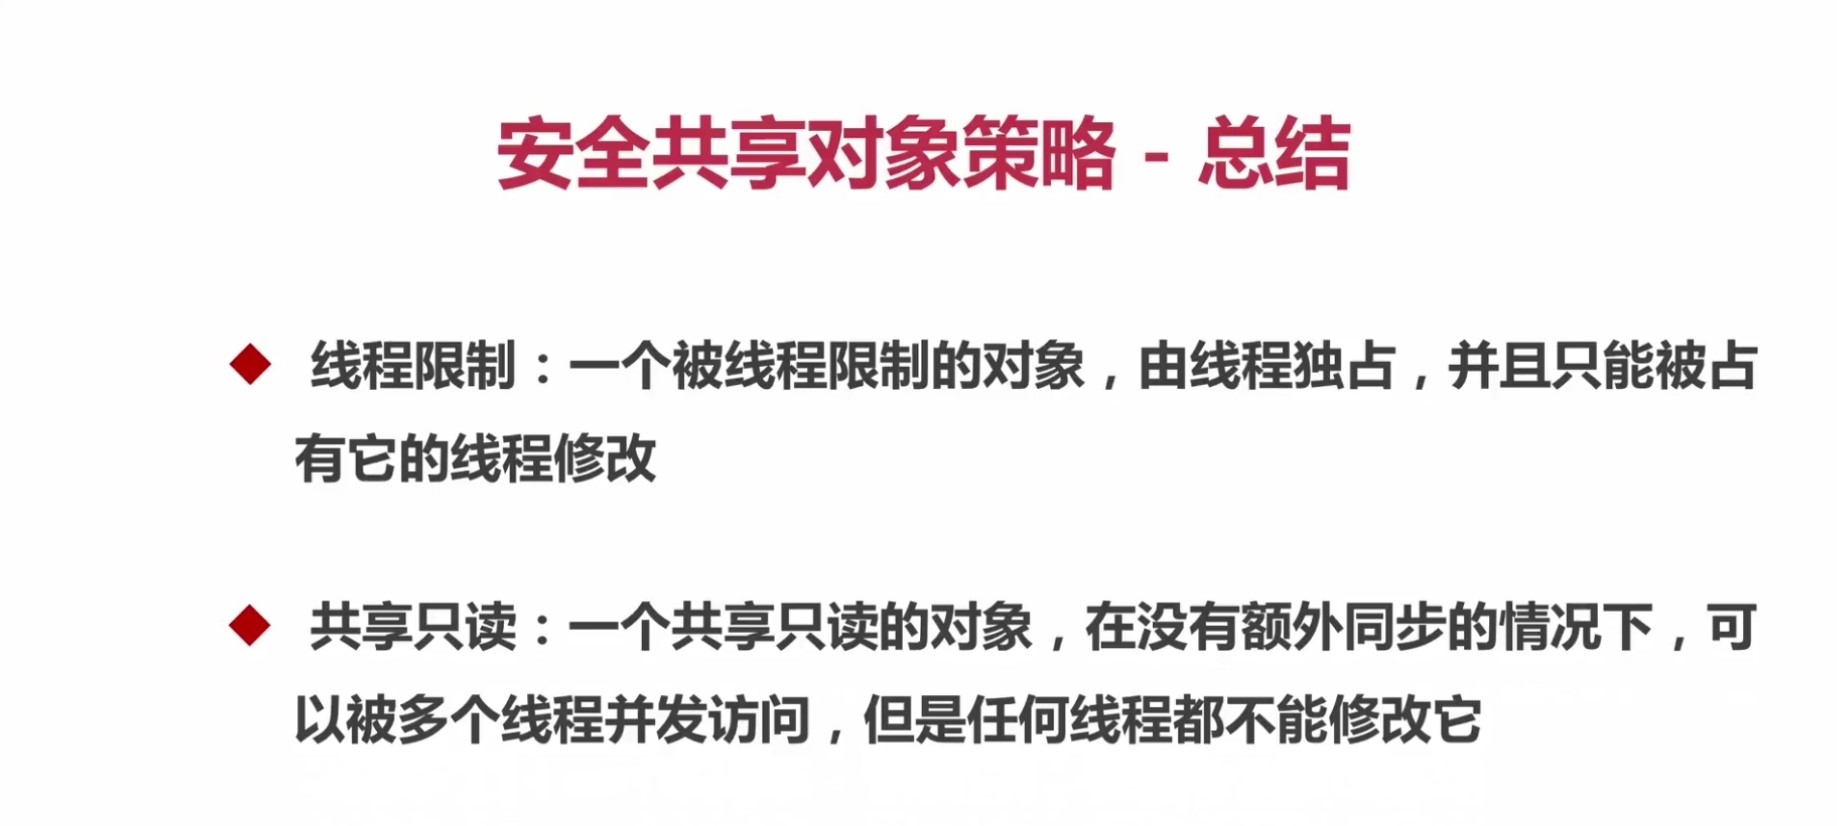 安全共享对象策略 - 总结
◆ 线程限制：一个被线程限制的对象，由线程独占，并且只能被占
有它的线程修改
◆ 共享只读：一个共享只读的对象，在没有额外同步的情况下，可
以被多个线程并发访问，但是任何线程都不能修改它